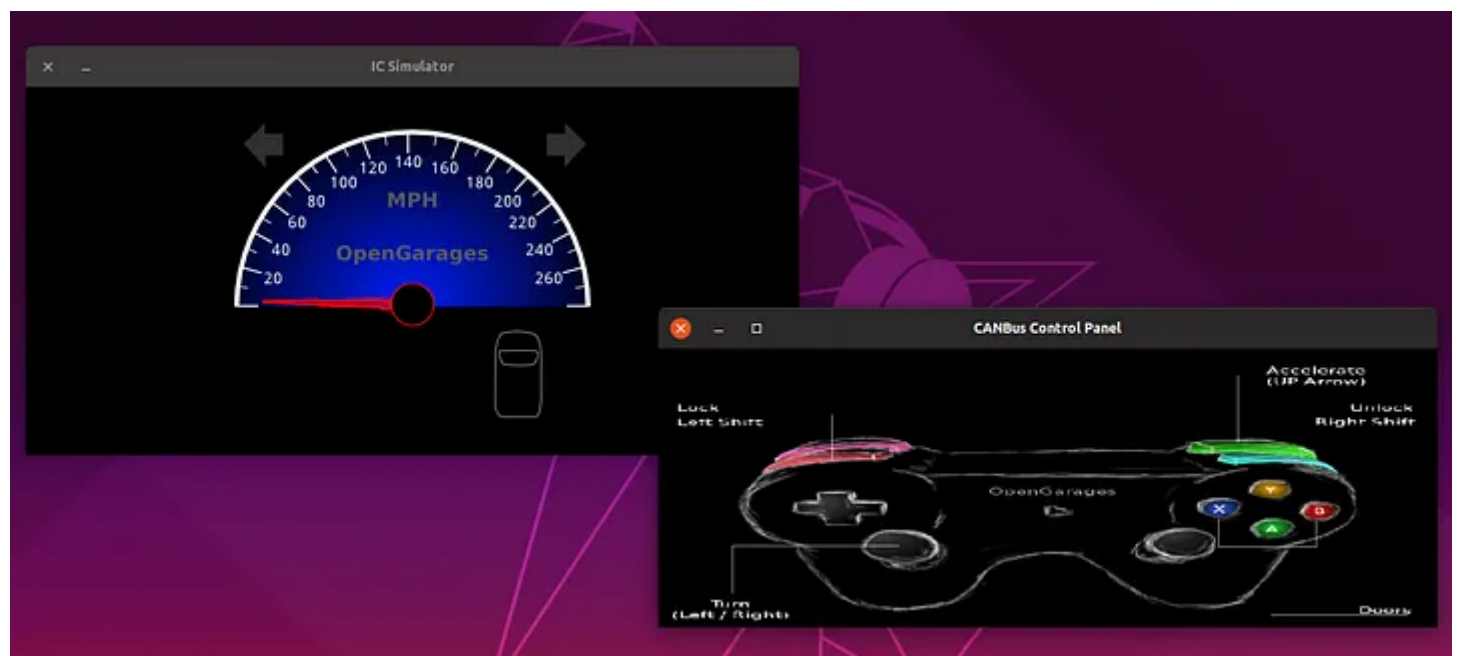 IC Simulator
20
40
60
80
100
120
140
160
180
200
220
240
260
MPH
OpenGarages
CANBus Control Panel
Accelerate
(UP Arrow)
Lock
Left Shift
Unlock
Right Shift
OpenGarages
Y
X
B
A
Turn
(Left / Right)
Doors